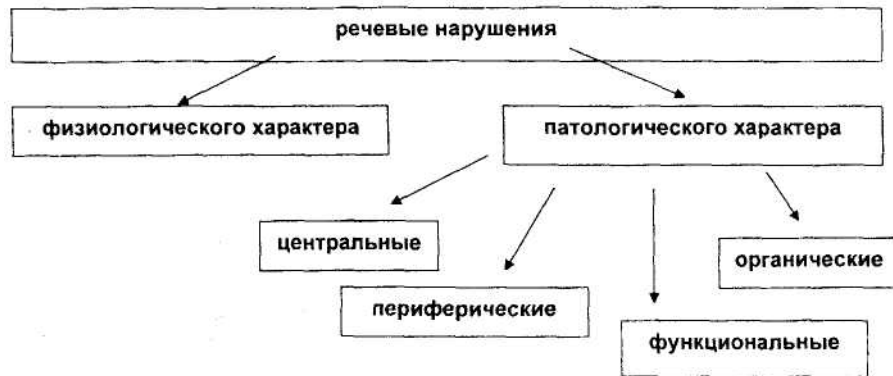 речевые нарушения
физиологического характера
патологического характера
центральные
органические
периферические
функциональные